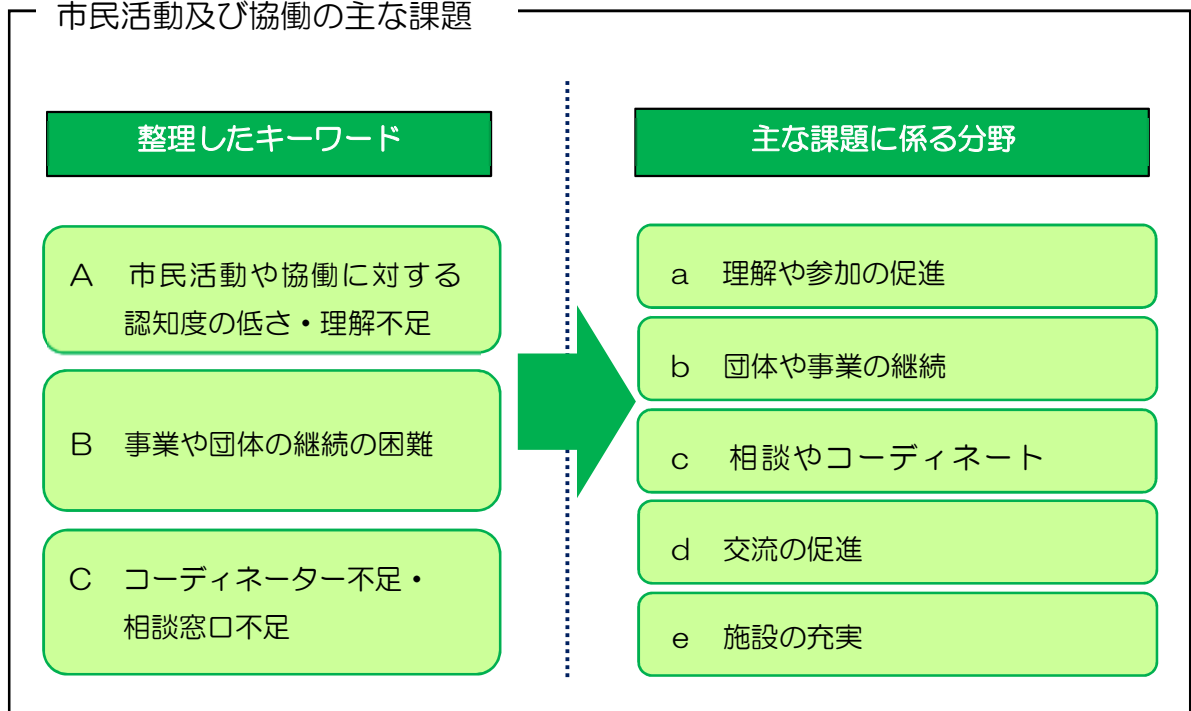 市民活動及び協働の主な課題
整理したキーワード
A 市民活動や協働に対する
認知度の低さ・理解不足
B 事業や団体の継続の困難
C コーディネーター不足・
相談窓口不足
主な課題に係る分野
a 理解や参加の促進
b 団体や事業の継続
c 相談やコーディネート
d 交流の促進
e 施設の充実